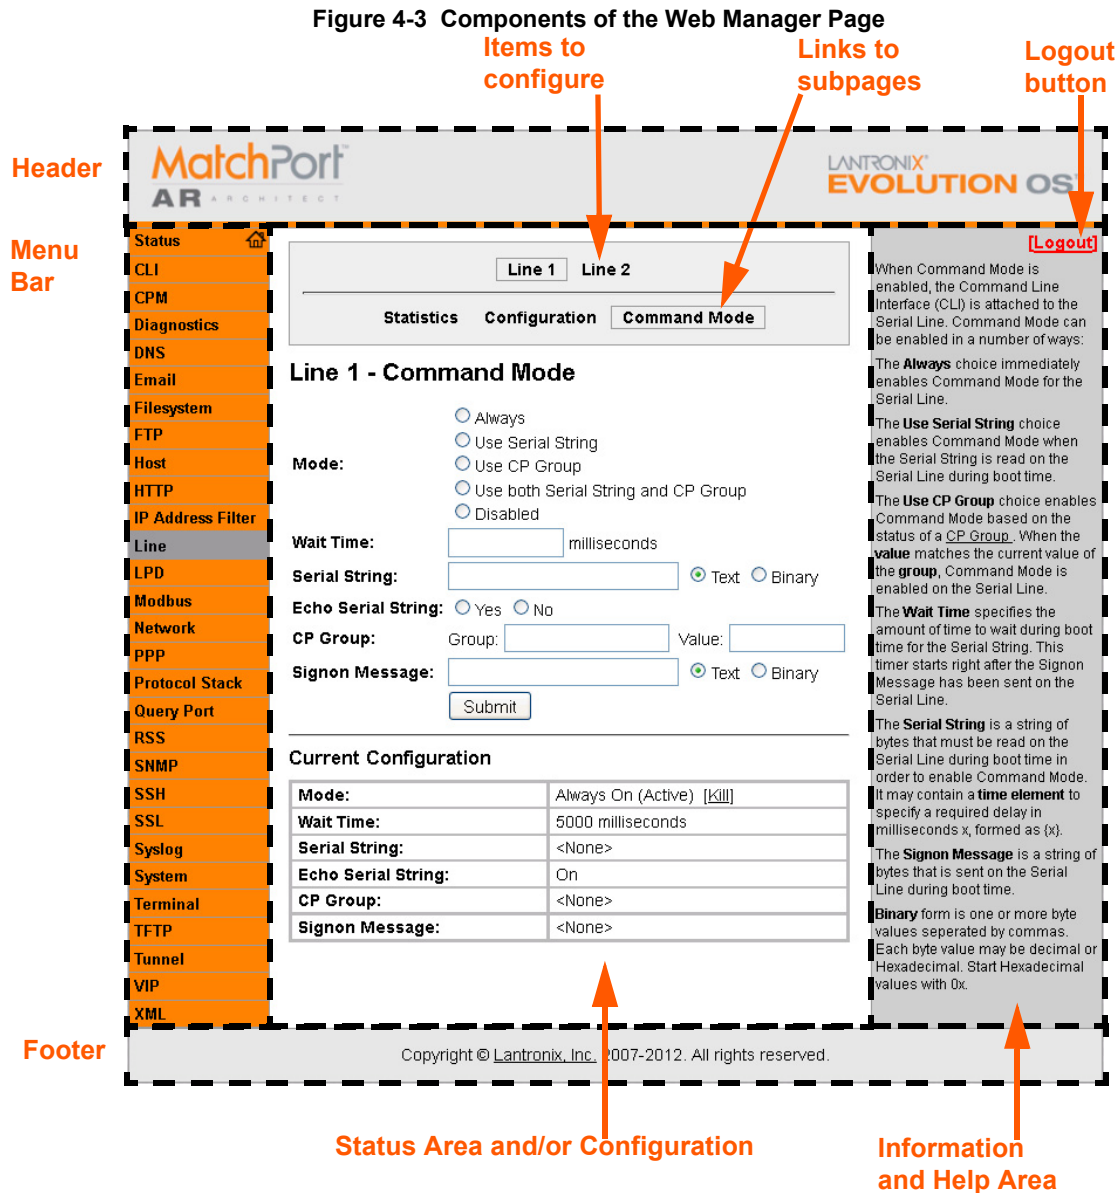 Figure 4-3  Components of the Web Manager Page
Items to
configure
Links to
subpages
Logout
button
Header
MatchPort™
AR ARCHITECT
LANTRONIX®
EVOLUTION OS™
Menu
Bar
Status
CLI
CPM
Diagnostics
DNS
Email
Filesystem
FTP
Host
HTTP
IP Address Filter
Line
LPD
Modbus
Network
PPP
Protocol Stack
Query Port
RSS
SNMP
SSH
SSL
Syslog
System
Terminal
TFTP
Tunnel
VIP
XML
Line 1 Line 2
Statistics Configuration Command Mode
Line 1 - Command Mode
Mode:
Always
Use Serial String
Use CP Group
Use both Serial String and CP Group
Disabled
Wait Time: milliseconds
Serial String: Text Binary
Echo Serial String: Yes No
CP Group: Group: Value:
Signon Message: Text Binary
Submit
Current Configuration
Mode: Always On (Active) [Kill]
Wait Time: 5000 milliseconds
Serial String: <None>
Echo Serial String: On
CP Group: <None>
Signon Message: <None>
[Logout]
When Command Mode is
enabled, the Command Line
Interface (CLI) is attached to the
Serial Line. Command Mode can
be enabled in a number of ways:
The Always choice immediately
enables Command Mode for the
Serial Line.
The Use Serial String choice
enables Command Mode when
the Serial String is read on the
Serial Line during boot time.
The Use CP Group choice enables
Command Mode based on the
status of a CP Group . When the
value matches the current value of
the group, Command Mode is
enabled on the Serial Line.
The Wait Time specifies the
amount of time to wait during boot
time for the Serial String. This
timer starts right after the Signon
Message has been sent on the
Serial Line.
The Serial String is a string of
bytes that must be read on the
Serial Line during boot time in
order to enable Command Mode.
It may contain a time element to
specify a required delay in
milliseconds x, formed as {x}.
The Signon Message is a string of
bytes that is sent on the Serial
Line during boot time.
Binary form is one or more byte
values seperated by commas.
Each byte value may be decimal or
Hexadecimal. Start Hexadecimal
values with 0x.
Footer
Copyright © Lantronix, Inc. 2007-2012. All rights reserved.
Status Area and/or Configuration
Information
and Help Area